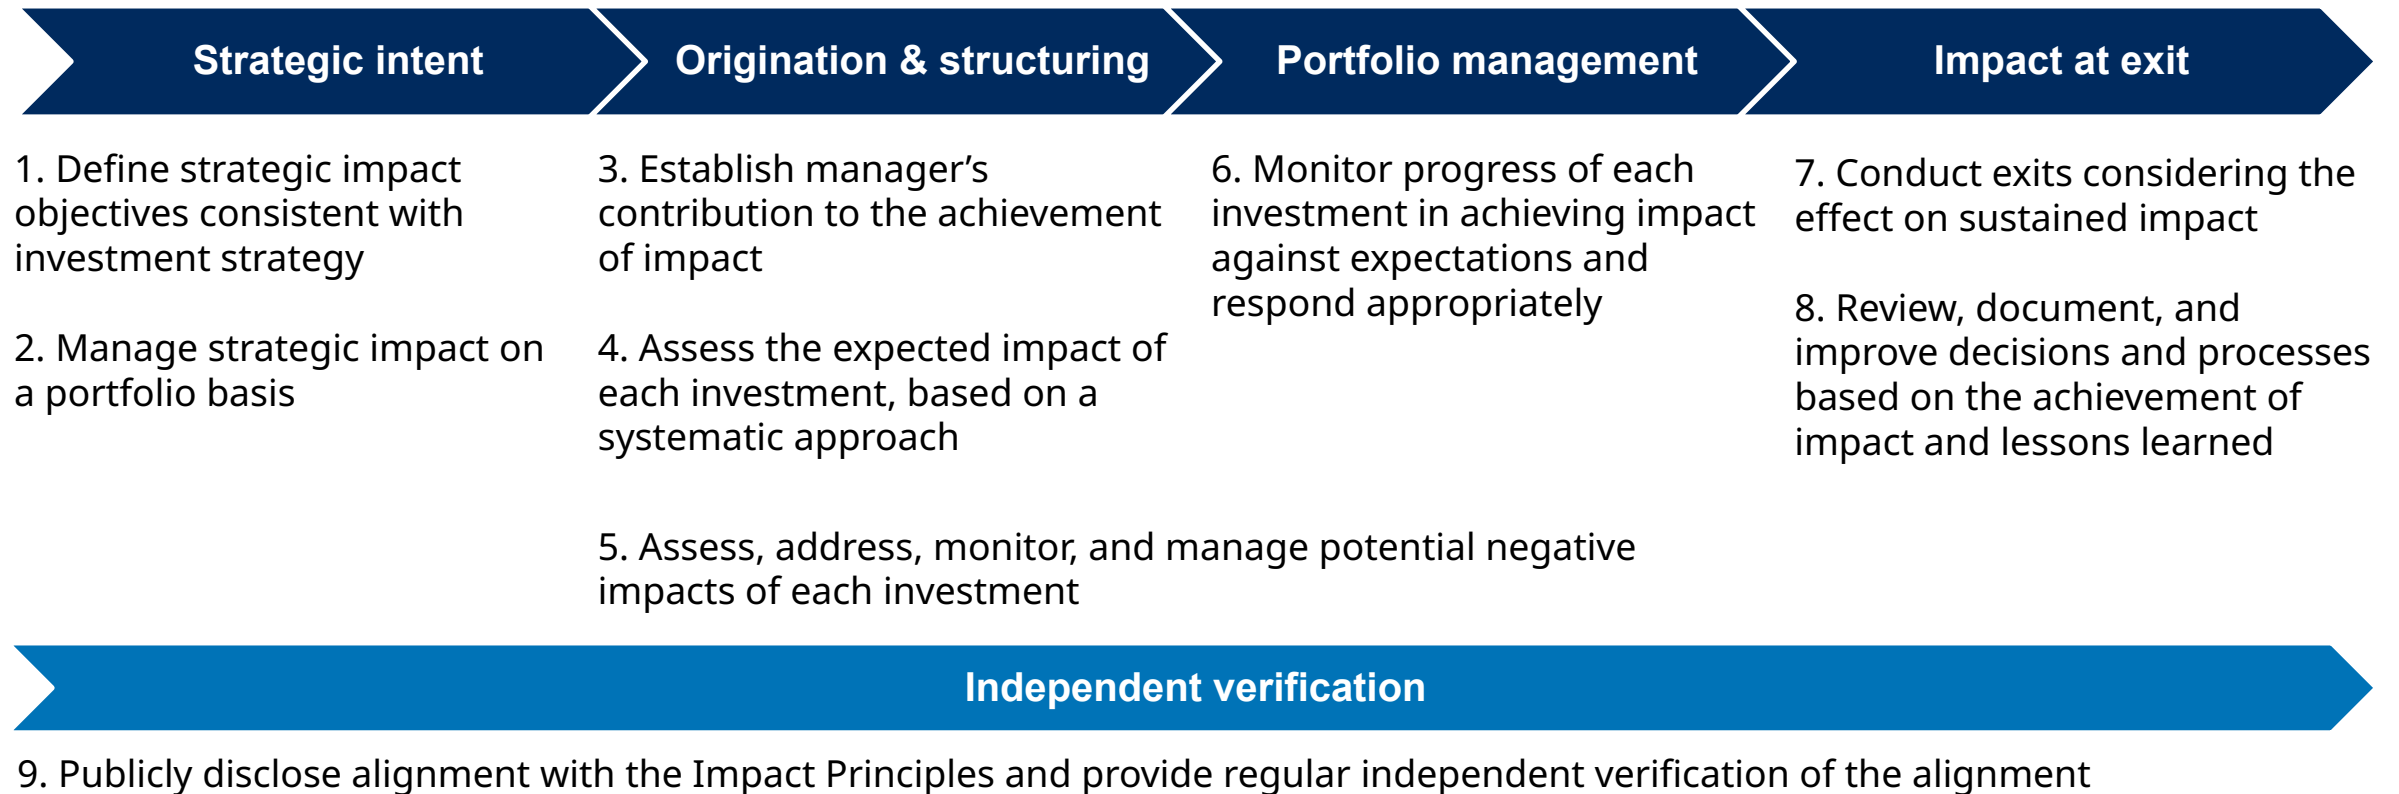 Strategic intent
Origination & structuring
Portfolio management
Impact at exit
1. Define strategic impact
objectives consistent with
investment strategy
2. Manage strategic impact on
a portfolio basis
3. Establish manager’s
contribution to the achievement
of impact
4. Assess the expected impact of
each investment, based on a
systematic approach
5. Assess, address, monitor, and manage potential negative
impacts of each investment
6. Monitor progress of each
investment in achieving impact
against expectations and
respond appropriately
7. Conduct exits considering the
effect on sustained impact
8. Review, document, and
improve decisions and processes
based on the achievement of
impact and lessons learned
Independent verification
9. Publicly disclose alignment with the Impact Principles and provide regular independent verification of the alignment